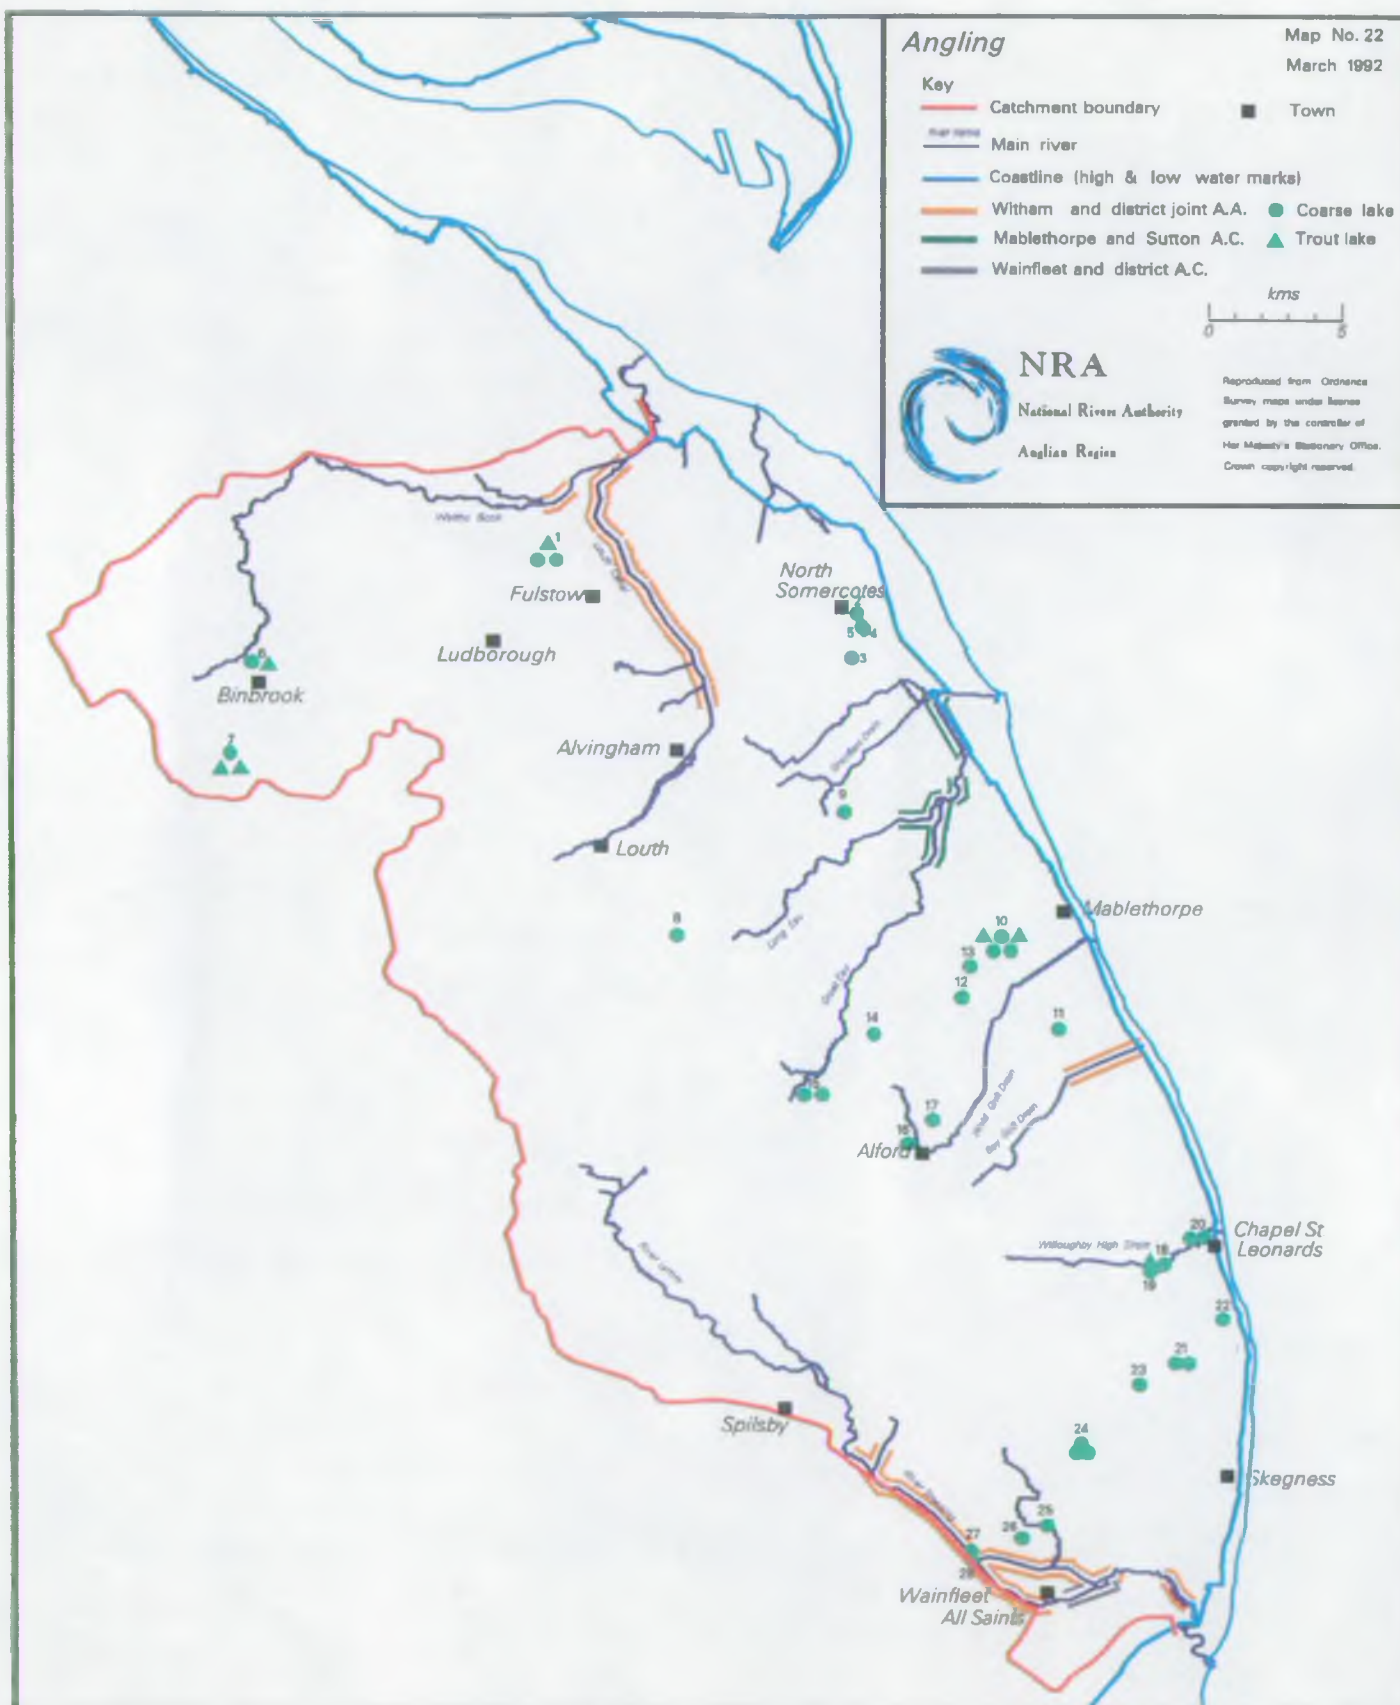 Angling
Map No. 22
March 1992
Key
Catchment boundary
Town
Main river
Coastline (high & low water marks)
Witham and district joint A.A.
Coarse lake
Mablethorpe and Sutton A.C.
Trout lake
Wainfleet and district A.C.
kms
0
5
NRA
National Rivers Authority
Anglian Region
Reproduced from Ordnance
Survey maps under licence
granted by the controller of
Her Majesty's Stationery Office.
Crown copyright reserved.
1
Fulstow
North
Somercotes
2
5
4
3
Ludborough
6
Binbrook
7
Alvingham
9
Louth
Mablethorpe
8
10
13
12
11
14
15
17
16
Alford
Chapel St
Leonards
20
Willoughby High Drain
18
19
22
21
23
Spilsby
24
Skegness
25
26
27
28
Wainfleet
All Saints